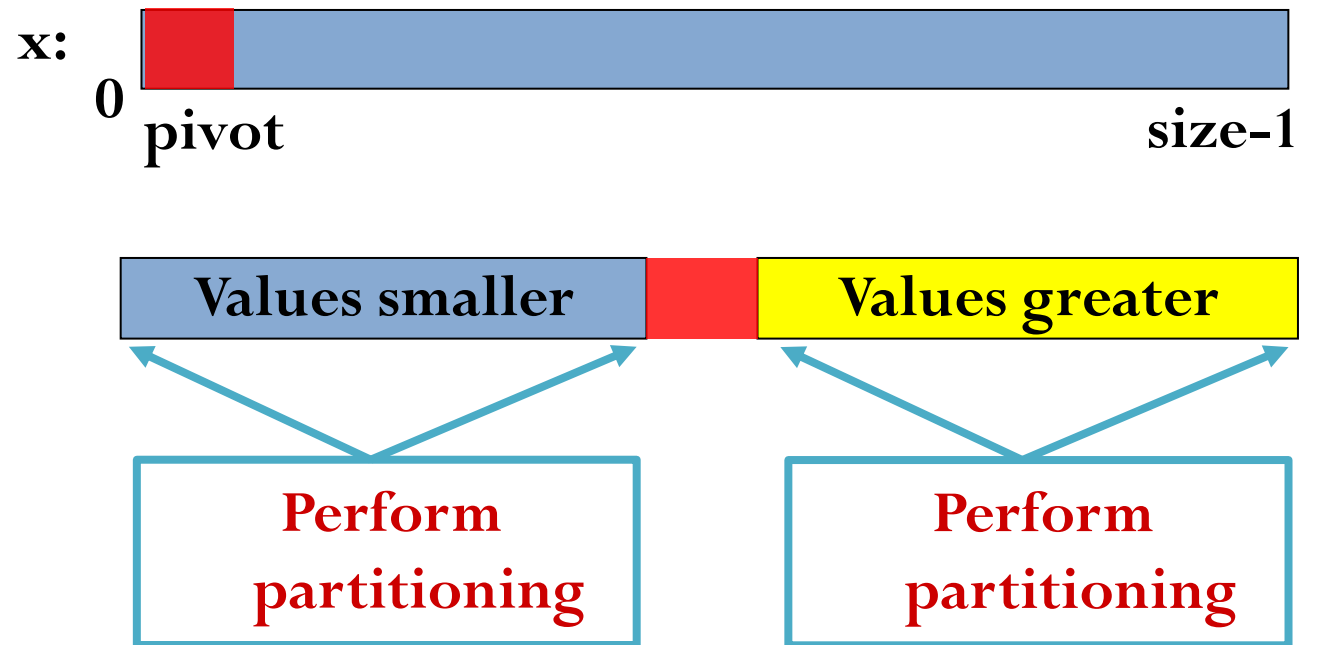 x:
0
pivot
size-1
Values smaller
Values greater
Perform
partitioning
Perform
partitioning